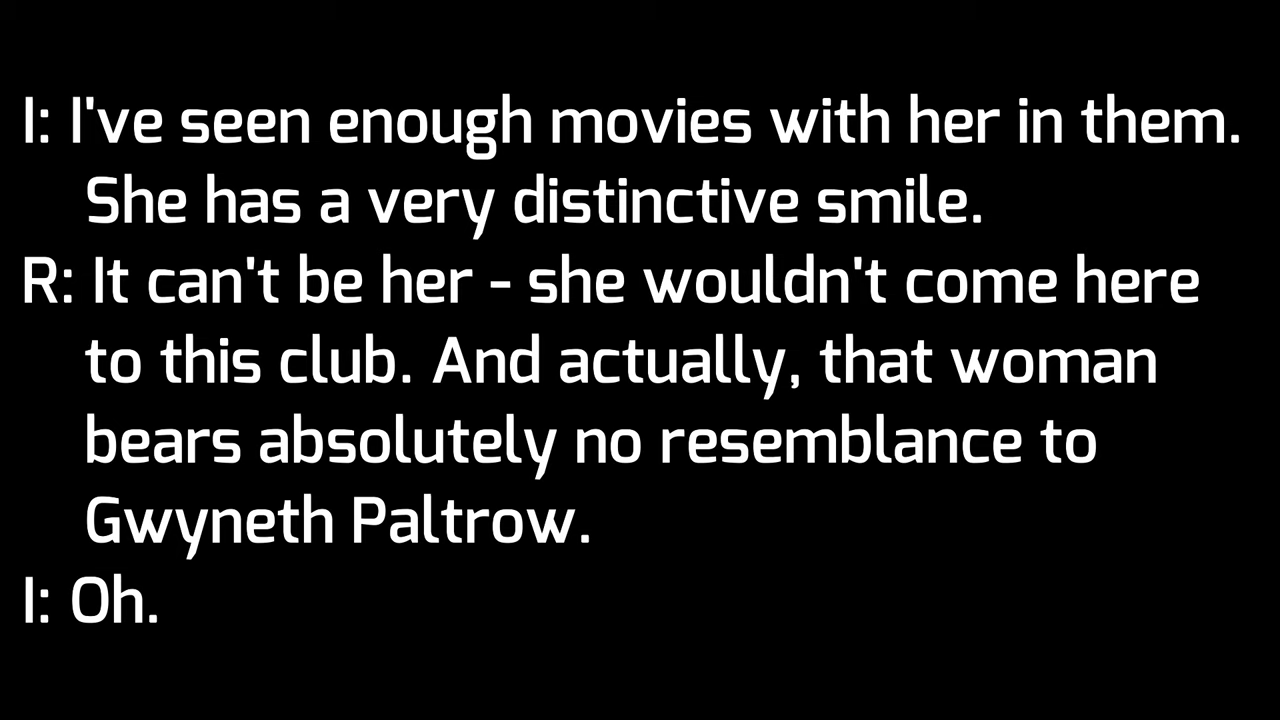 I: I've seen enough movies with her in them.
She has a very distinctive smile.
R: It can't be her - she wouldn't come here
to this club. And actually, that woman
bears absolutely no resemblance to
Gwyneth Paltrow.
I: Oh.